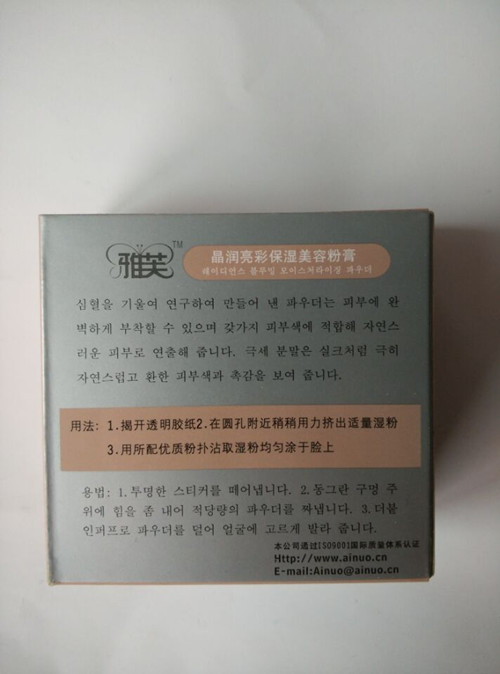 雅芙™
晶润亮彩保湿美容粉膏
래이디언스 블루밍 모이스처라이징 파우더
심혈을 기울여 연구하여 만들어 낸 파우더는 피부에 완
벽하게 부착할 수 있으며 갖가지 피부색에 적합해 자연스
러운 피부로 연출해 줍니다. 극세 분말은 실크처럼 극히
자연스럽고 환한 피부색과 촉감을 보여 줍니다.
用法: 1.揭开透明胶纸2.在圆孔附近稍稍用力挤出适量湿粉
3.用所配优质粉扑沾取湿粉均匀涂于脸上
용법: 1.투명한 스티커를 떼어냅니다. 2.동그란 구멍 주
위에 힘을 좀 내어 적당량의 파우더를 짜냅니다. 3.더블
인퍼프로 파우더를 덜어 얼굴에 고르게 발라 줍니다.
本公司通过ISO9001国际质量体系认证
Http://www.ainuo.cn
E-mail:Ainuo@ainuo.cn